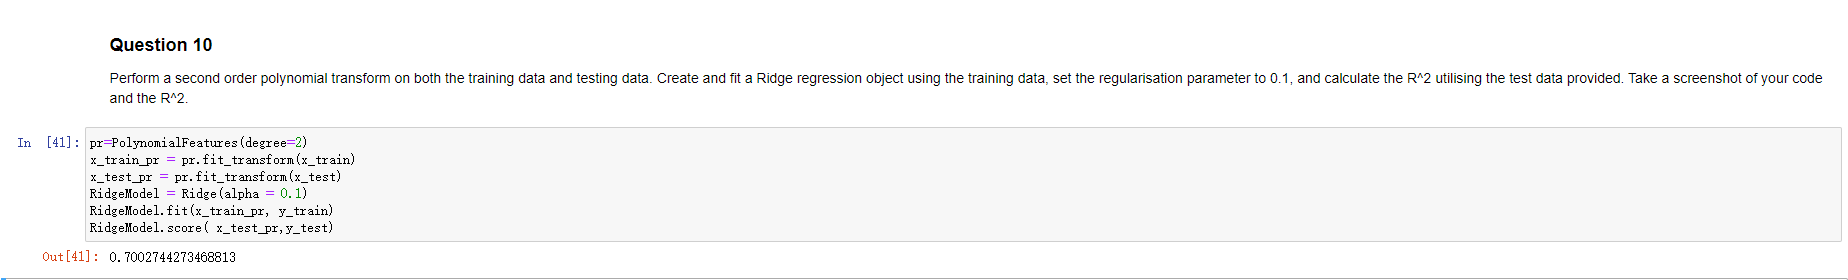 Question 10
Perform a second order polynomial transform on both the training data and testing data. Create and fit a Ridge regression object using the training data, set the regularisation parameter to 0.1, and calculate the R^2 utilising the test data provided. Take a screenshot of your code
and the R^2.
In [41]: pr=PolynomialFeatures(degree=2)
x_train_pr = pr.fit_transform(x_train)
x_test_pr = pr.fit_transform(x_test)
RidgeModel = Ridge(alpha = 0.1)
RidgeModel.fit(x_train_pr, y_train)
RidgeModel.score( x_test_pr,y_test)
Out[41]: 0.7002744273468813